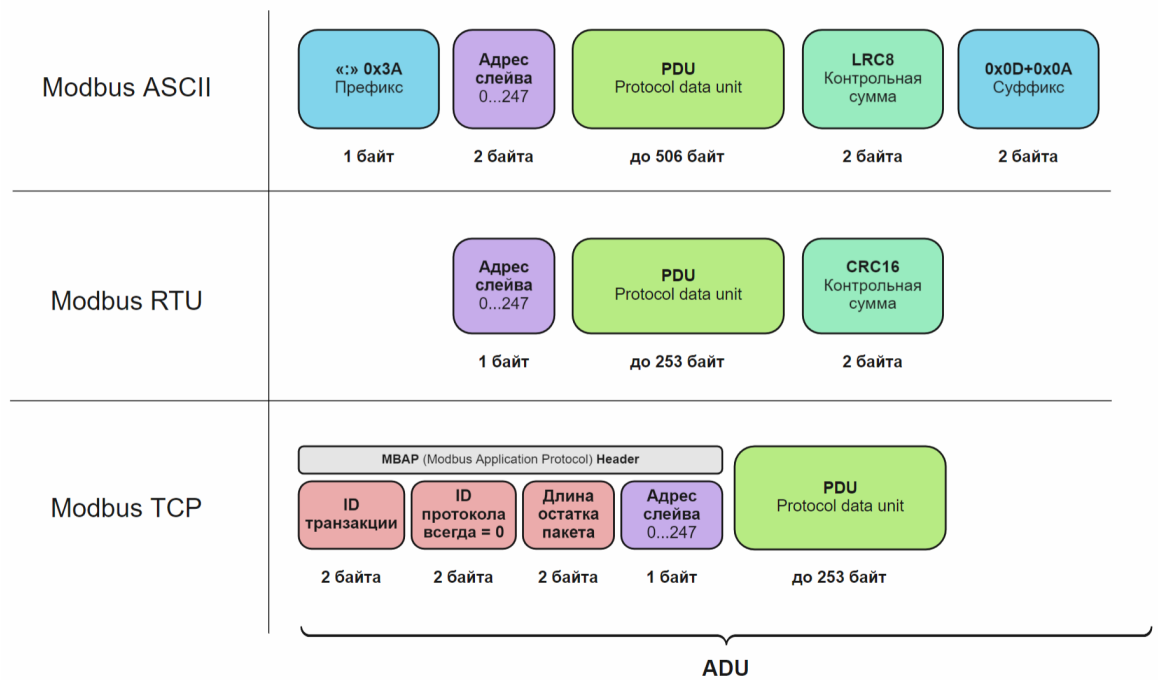 Modbus ASCII
«:» 0x3A
Префикс
Адрес
слейва
0...247
PDU
Protocol data unit
LRC8
Контрольная
сумма
0x0D+0x0A
Суффикс
1 байт
2 байта
до 506 байт
2 байта
2 байта
Modbus RTU
Адрес
слейва
0...247
PDU
Protocol data unit
CRC16
Контрольная
сумма
1 байт
до 253 байт
2 байта
Modbus TCP
MBAP (Modbus Application Protocol) Header
ID
транзакции
ID
протокола
всегда = 0
Длина
остатка
пакета
Адрес
слейва
0...247
PDU
Protocol data unit
2 байта
2 байта
2 байта
1 байт
до 253 байт
ADU